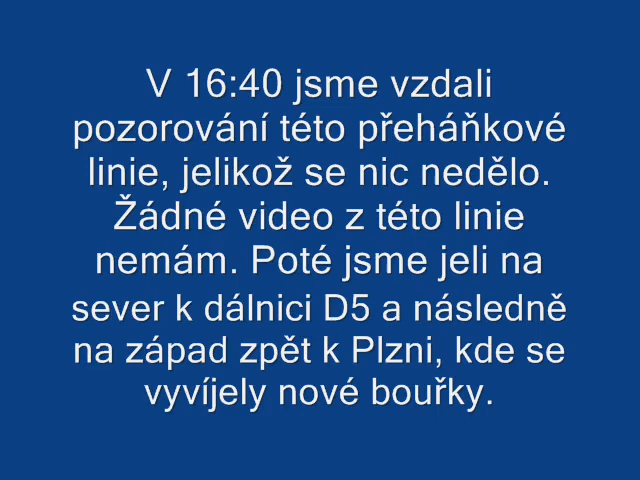 V 16:40 jsme vzdali
pozorování této přeháňkové
linie, jelikož se nic nedělo.
Žádné video z této linie
nemám. Poté jsme jeli na
sever k dálnici D5 a následně
na západ zpět k Plzni, kde se
vyvíjely nové bouřky.